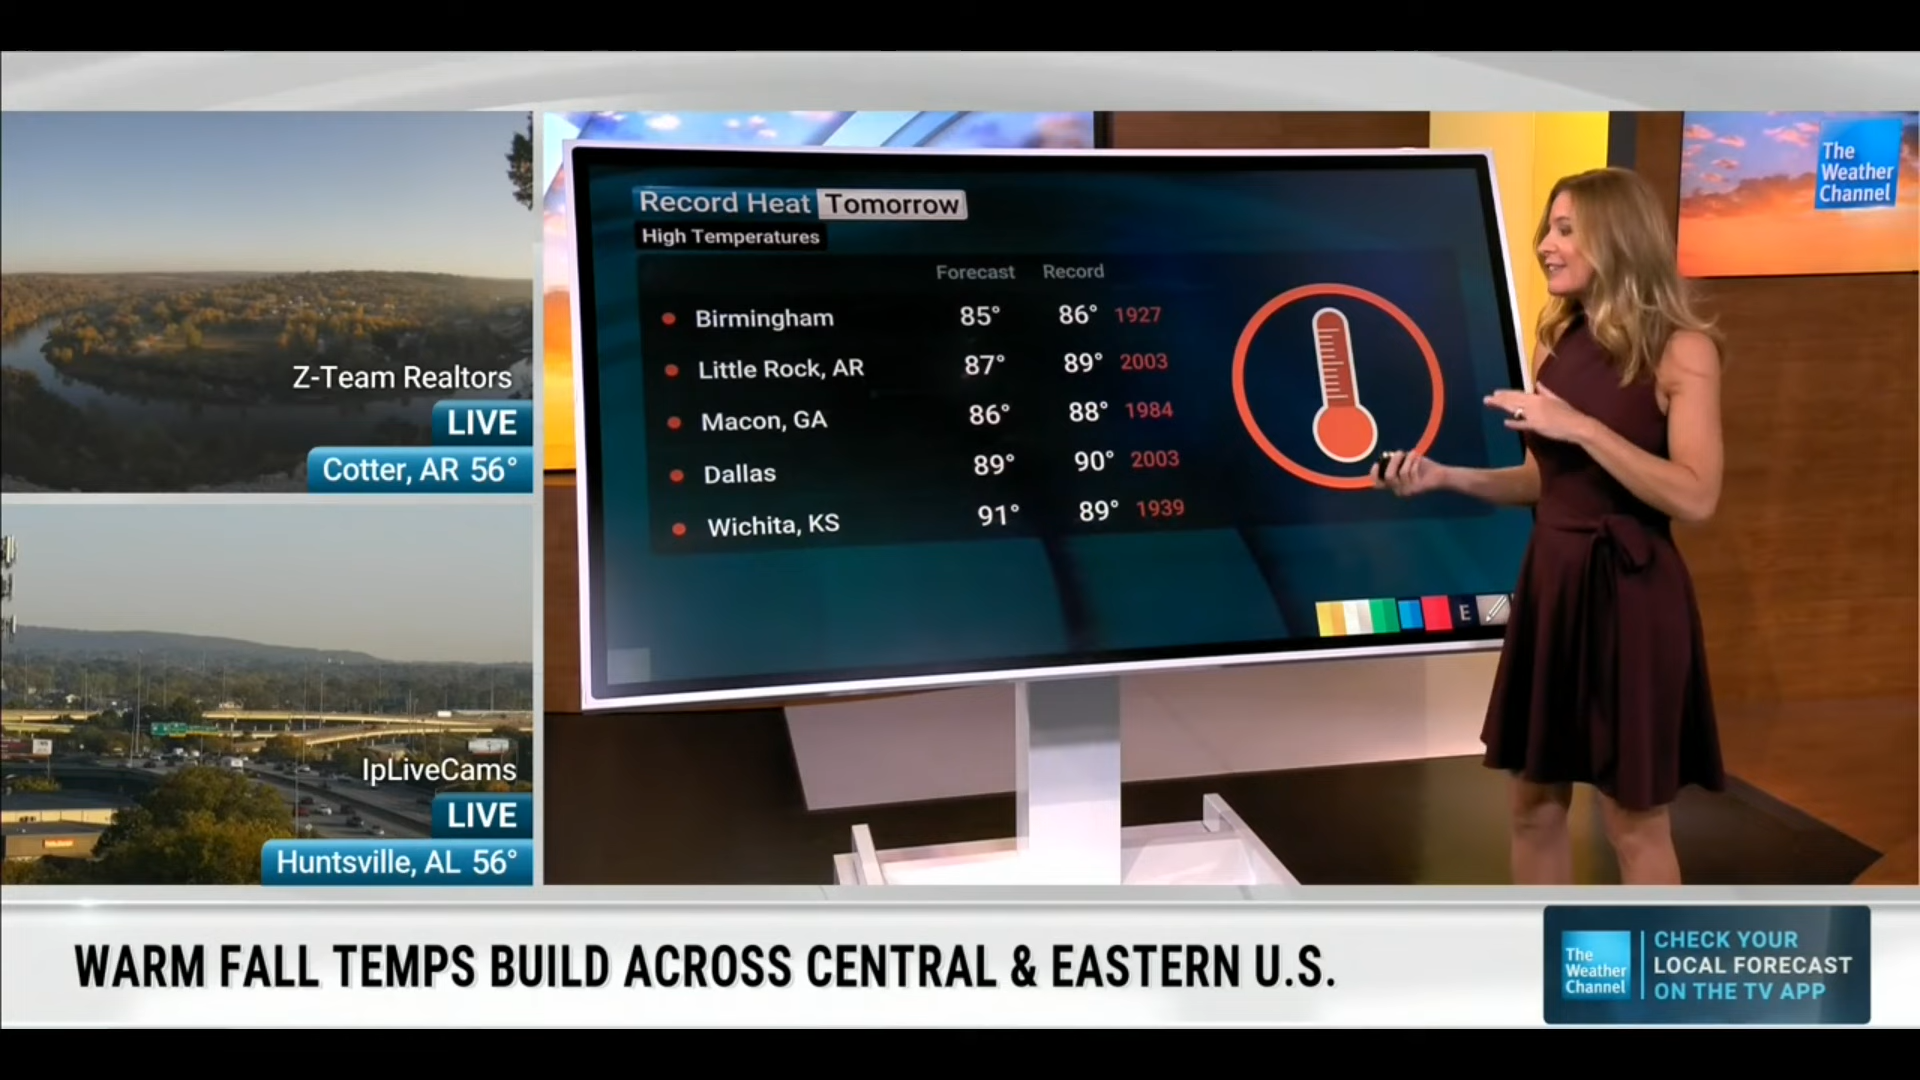 Z-Team Realtors
LIVE
Cotter, AR 56°
IpLiveCams
LIVE
Huntsville, AL 56°
Record Heat Tomorrow
High Temperatures
Forecast Record
Birmingham 85° 86° 1927
Little Rock, AR 87° 89° 2003
Macon, GA 86° 88° 1984
Dallas 89° 90° 2003
Wichita, KS 91° 89° 1939
E
The
Weather
Channel
WARM FALL TEMPS BUILD ACROSS CENTRAL & EASTERN U.S.
The
Weather
Channel
CHECK YOUR
LOCAL FORECAST
ON THE TV APP